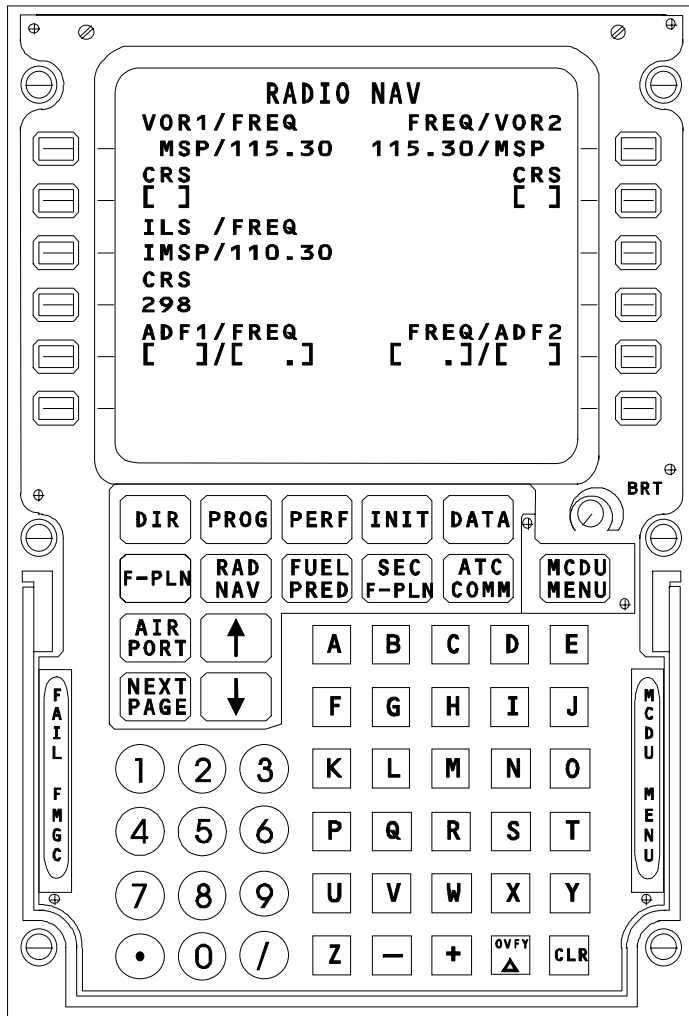 RADIO NAV
VOR1/FREQ FREQ/VOR2
MSP/115.30 115.30/MSP
CRS CRS
[ ] [ ]
ILS /FREQ
IMSP/110.30
CRS
298
ADF1/FREQ FREQ/ADF2
[ ]/[ .] [ .]/[ ]
BRT
DIR PROG PERF INIT DATA
F-PLN RAD NAV FUEL PRED SEC F-PLN ATC COMM MCDU MENU
AIR PORT ↑
NEXT PAGE ↓
A B C D E
F G H I J
K L M N O
P Q R S T
U V W X Y
Z − + OVFY Δ CLR
1 2 3
4 5 6
7 8 9
• 0 /
FAIL FMGC
MCDU MENU